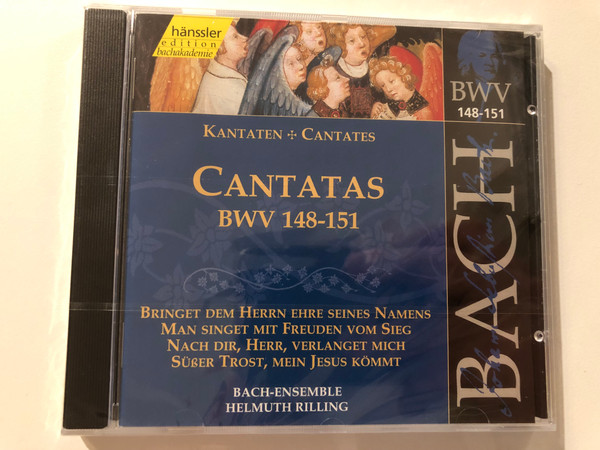 hänssler
edition
bachakademie
BWV
148-151
KANTATEN + CANTATES
CANTATAS
BWV 148-151
BRINGET DEM HERRN EHRE SEINES NAMENS
MAN SINGET MIT FREUDEN VOM SIEG
NACH DIR, HERR, VERLANGET MICH
SÜßER TROST, MEIN JESUS KÖMMT
BACH-ENSEMBLE
HELMUTH RILLING
BACH